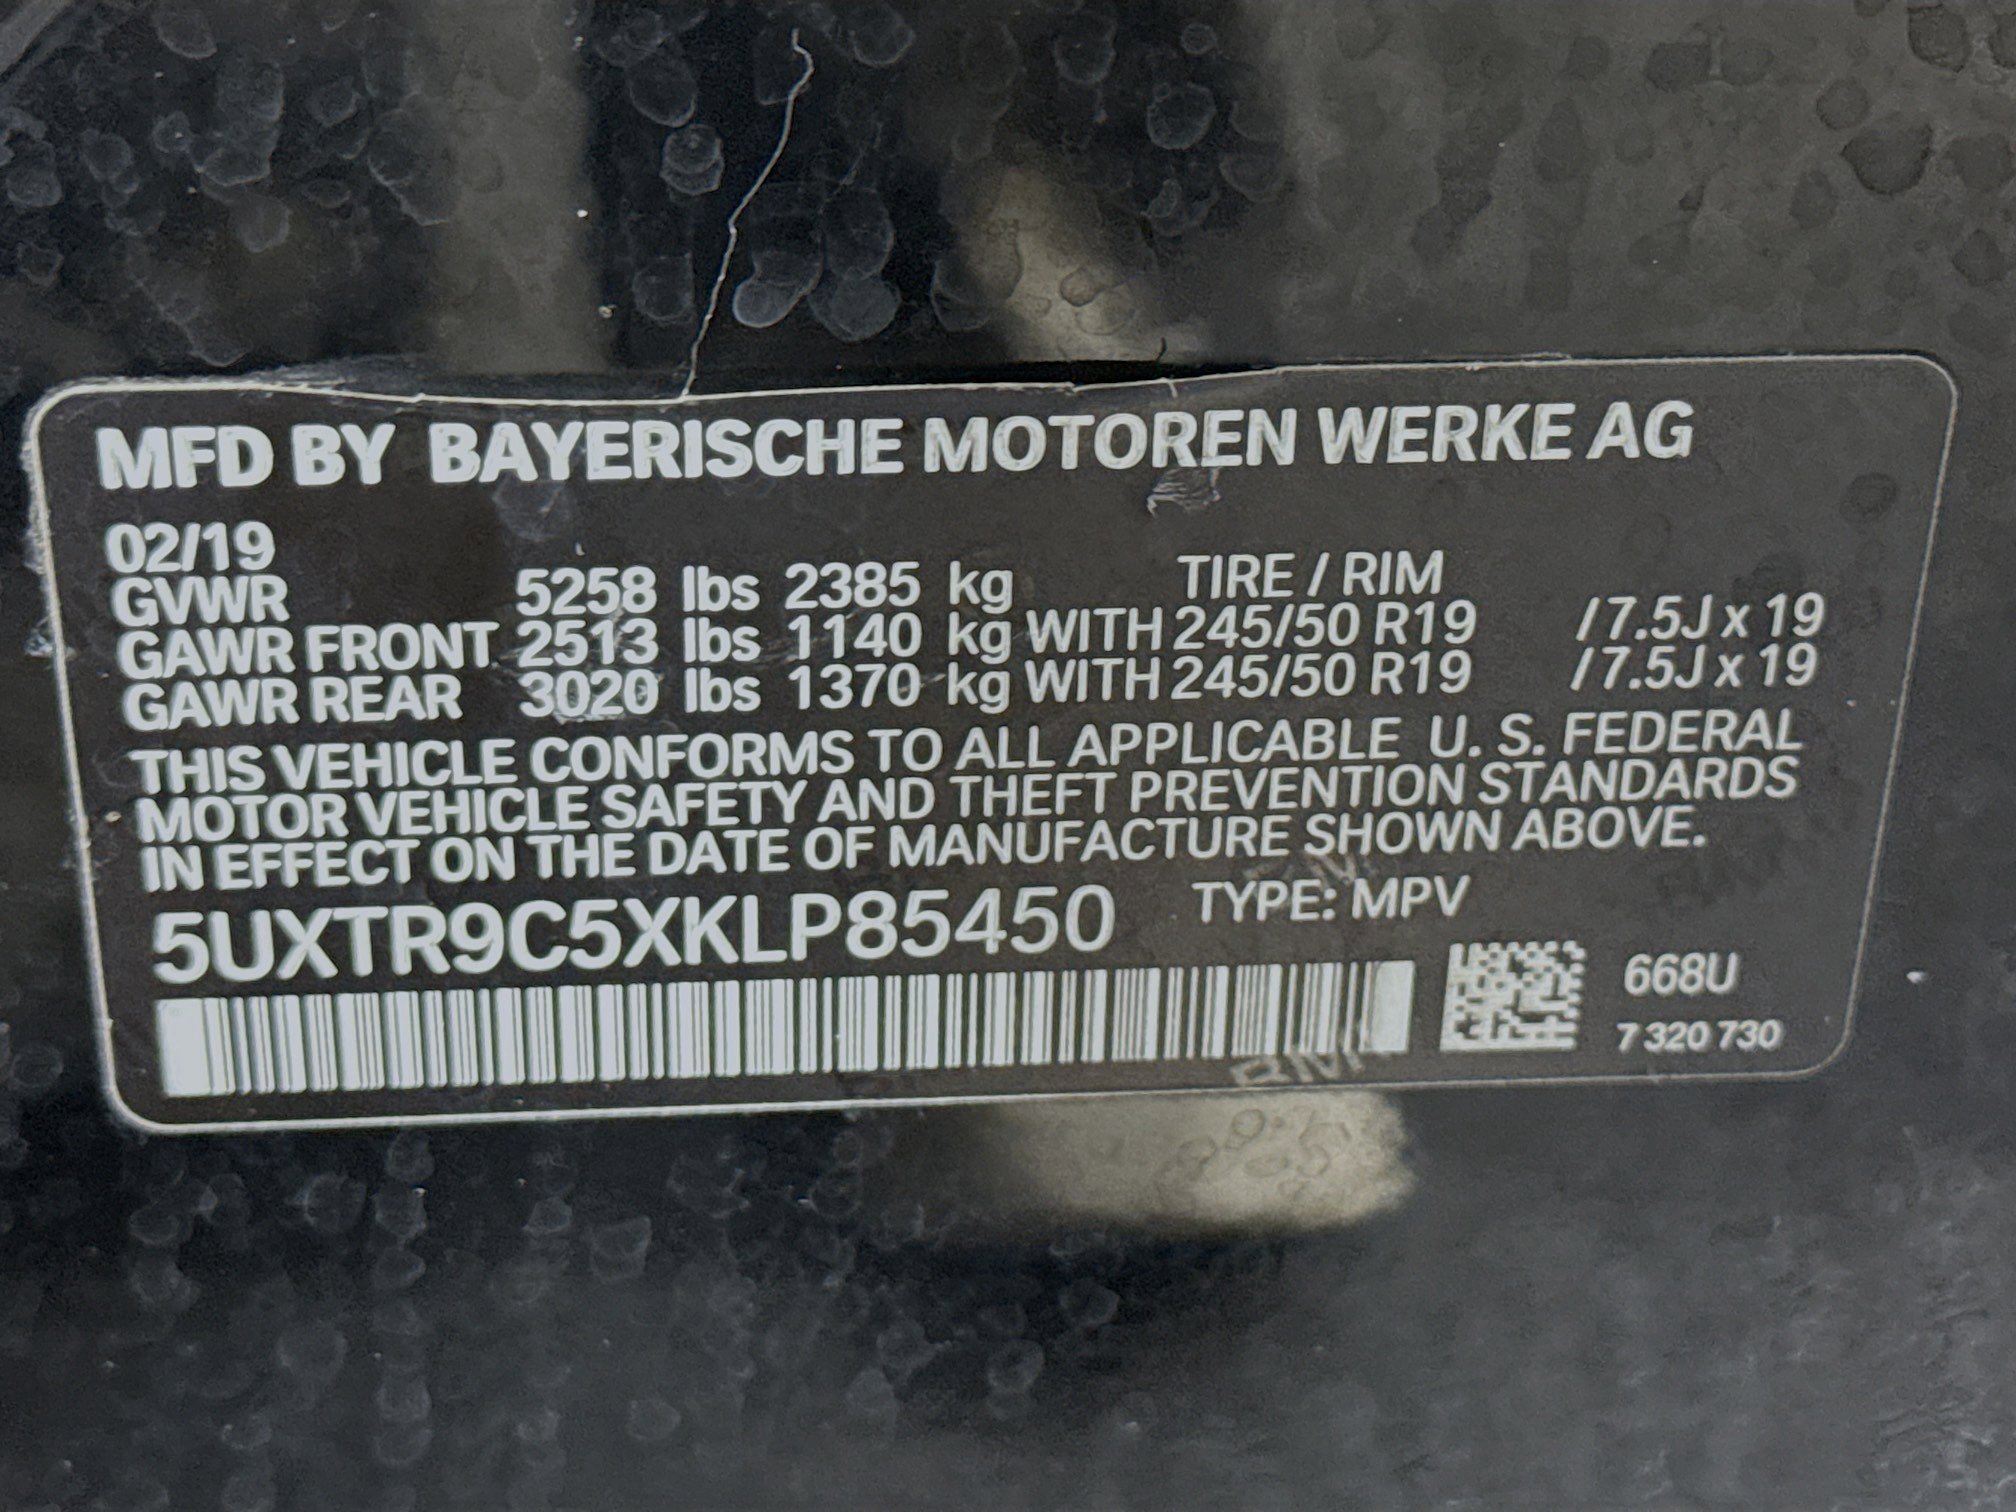 MFD BY BAYERISCHE MOTOREN WERKE AG
02/19
TIRE / RIM
GVWR 5258 lbs 2385 kg
GAWR FRONT 2513 lbs 1140 kg WITH 245/50 R19 /7.5J x 19
GAWR REAR 3020 lbs 1370 kg WITH 245/50 R19 /7.5J x 19
THIS VEHICLE CONFORMS TO ALL APPLICABLE U. S. FEDERAL
MOTOR VEHICLE SAFETY AND THEFT PREVENTION STANDARDS
IN EFFECT ON THE DATE OF MANUFACTURE SHOWN ABOVE.
5UXTR9C5XKLP85450 TYPE: MPV
668U
7 320 730